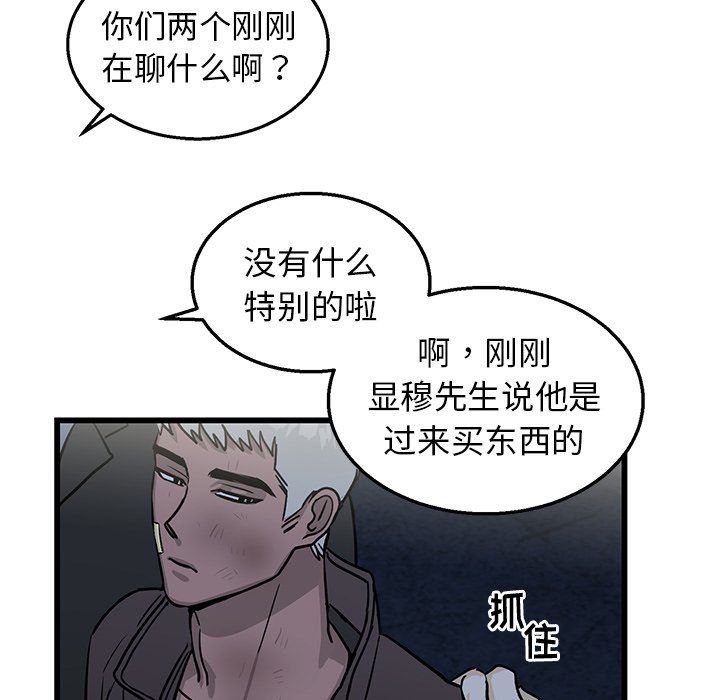 你们两个刚刚
在聊什么啊？
没有什么
特别的啦
啊，刚刚
显穆先生说他是
过来买东西的
抓
住